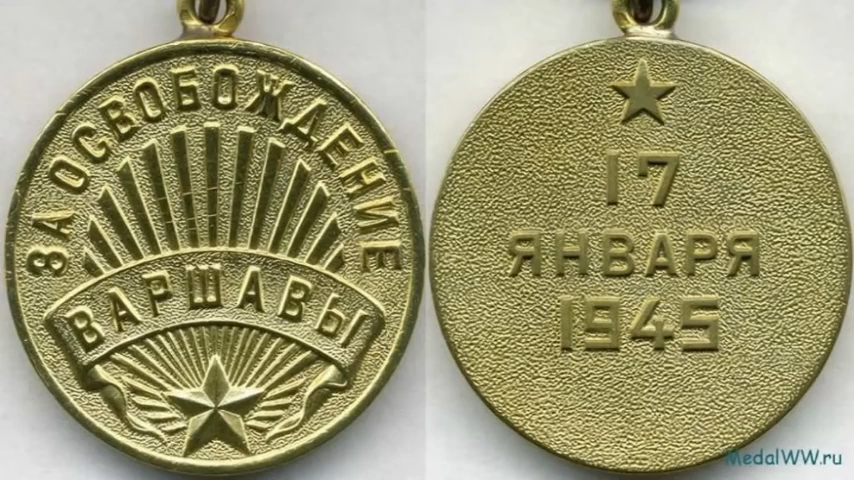 ЗА ОСВОБОЖДЕНИЕ
ВАРШАВЫ
17
ЯНВАРЯ
1945
MedalWW.ru